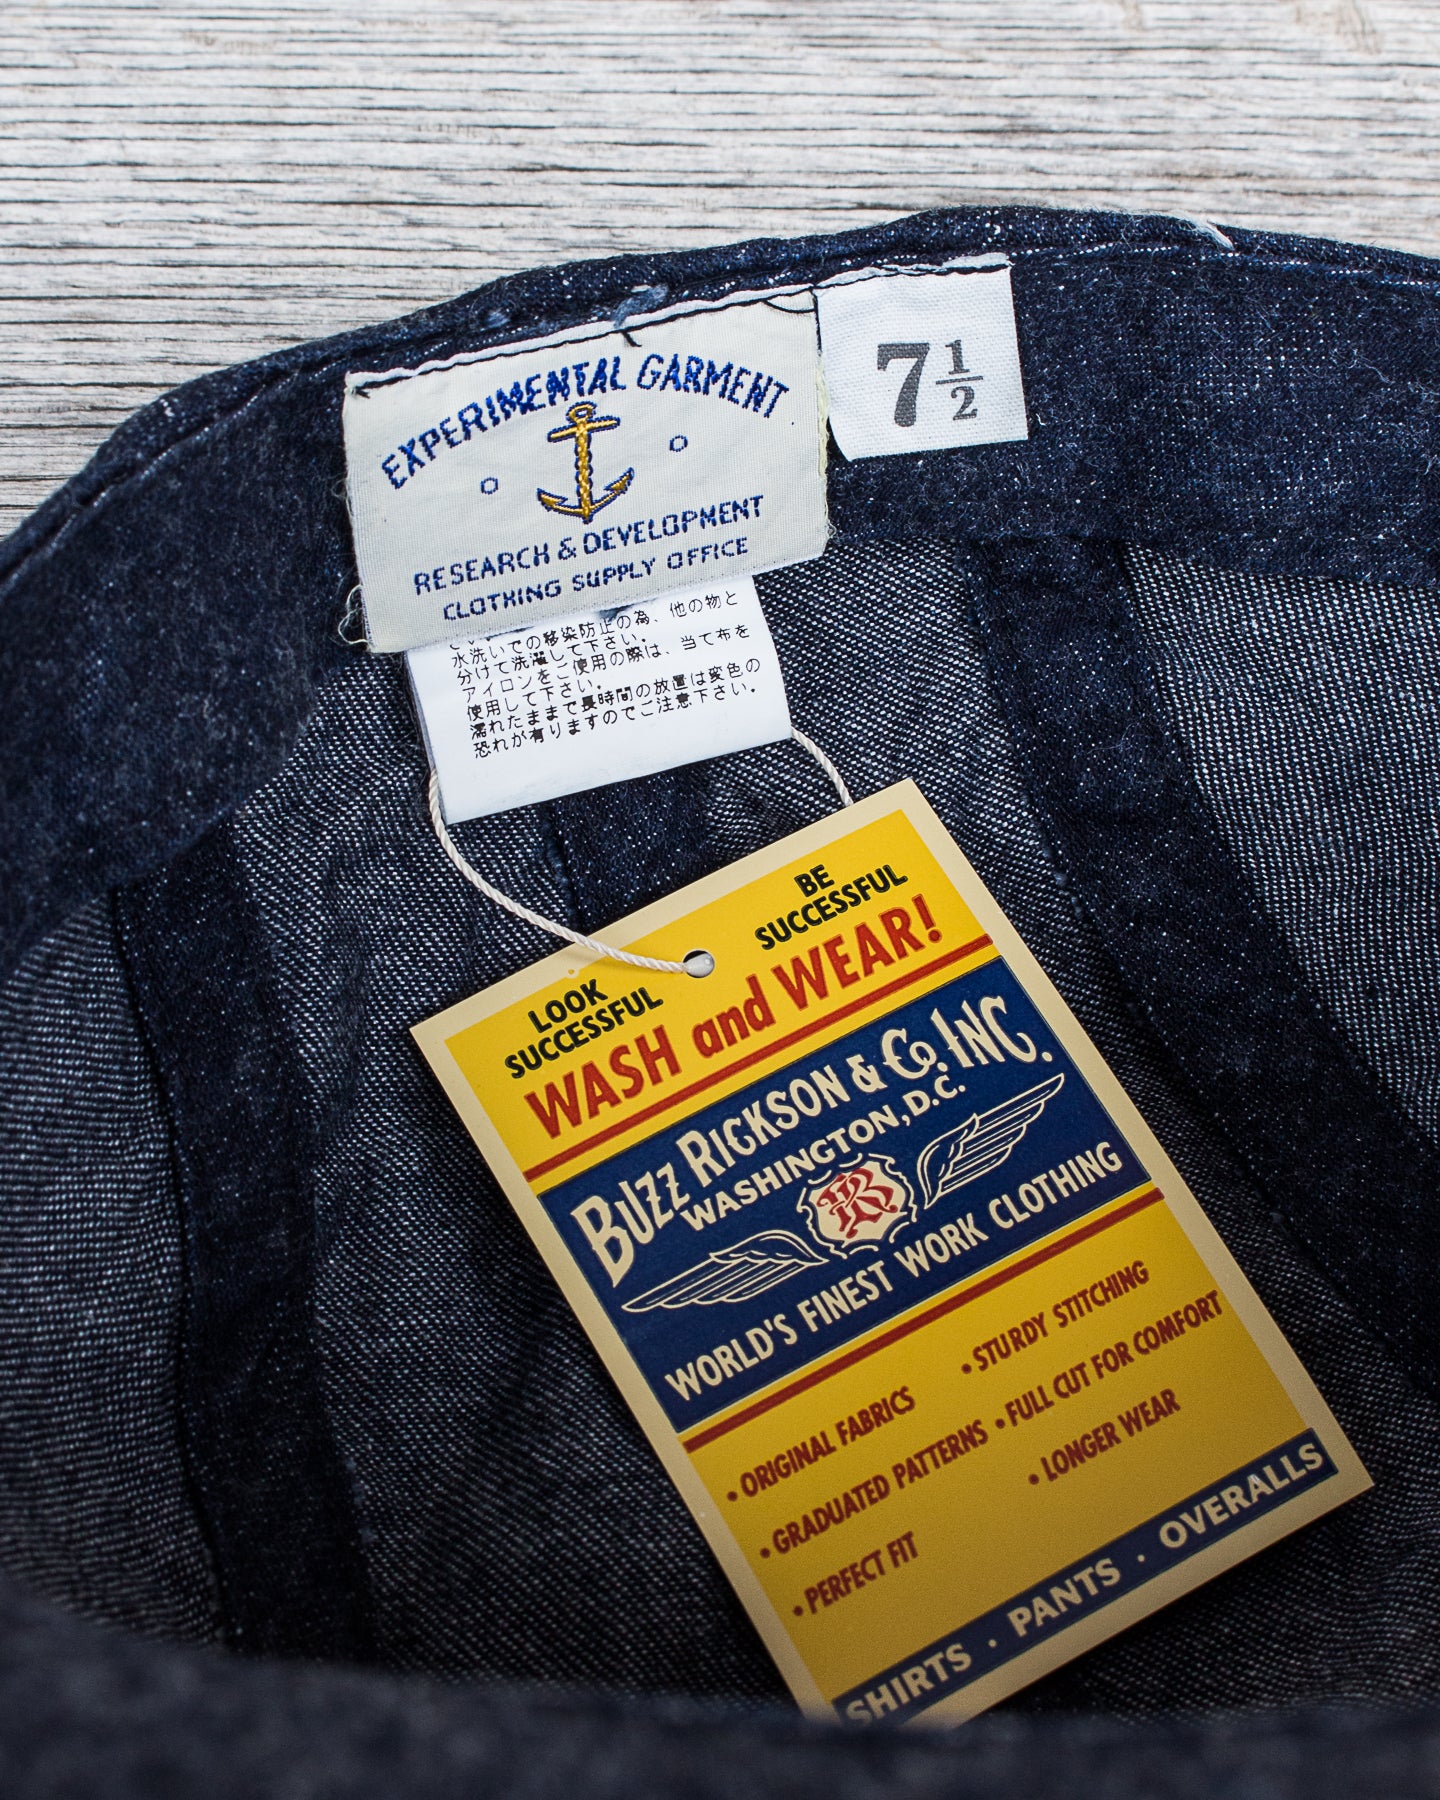 EXPERIMENTAL GARMENT
RESEARCH & DEVELOPMENT
CLOTHING SUPPLY OFFICE
7 1/2
水洗いでの移染防止の為、他の物と
分けて洗濯して下さい。
アイロンをご使用の際は、当て布を
使用して下さい。
濡れたままで長時間の放置は変色の
恐れが有りますのでご注意下さい。
LOOK
SUCCESSFUL
BE
SUCCESSFUL
WASH and WEAR!
BUZZ RICKSON & Co. INC.
WASHINGTON, D.C.
BR
WORLD'S FINEST WORK CLOTHING
• ORIGINAL FABRICS
• GRADUATED PATTERNS
• PERFECT FIT
• STURDY STITCHING
• FULL CUT FOR COMFORT
• LONGER WEAR
SHIRTS · PANTS · OVERALLS